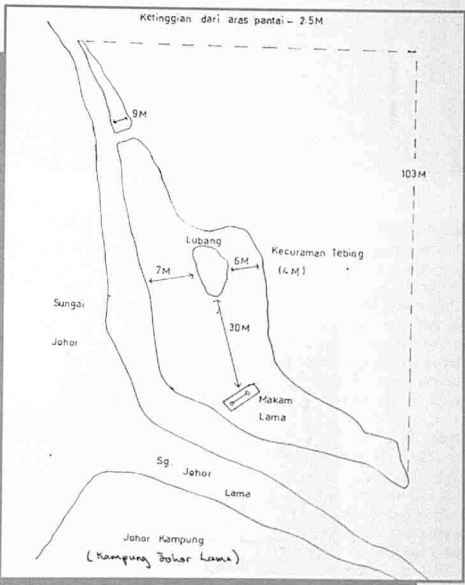 Ketinggian dari aras pantai - 2.5M
9M
103M
Lubang
7M
6M
Kecuraman Tebing
(4M)
30M
Sungai
Johor
Makam
Lama
Sg. Johor
Lama
Johor Kampung
(Kampung Johor Lama)